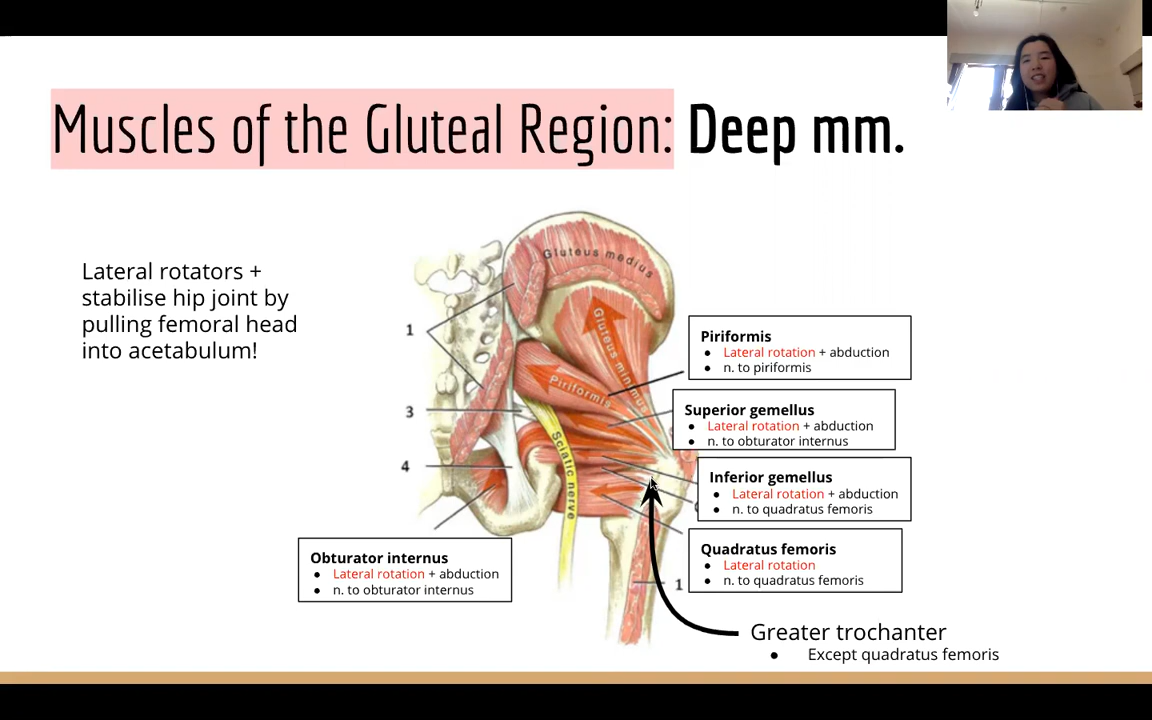 Muscles of the Gluteal Region: Deep mm.
Lateral rotators +
stabilise hip joint by
pulling femoral head
into acetabulum!
Gluteus medius
Gluteus minimus
Piriformis
Sciatic nerve
1
3
4
1
Piriformis
● Lateral rotation + abduction
● n. to piriformis
Superior gemellus
● Lateral rotation + abduction
● n. to obturator internus
Inferior gemellus
● Lateral rotation + abduction
● n. to quadratus femoris
Quadratus femoris
● Lateral rotation
● n. to quadratus femoris
Obturator internus
● Lateral rotation + abduction
● n. to obturator internus
Greater trochanter
● Except quadratus femoris